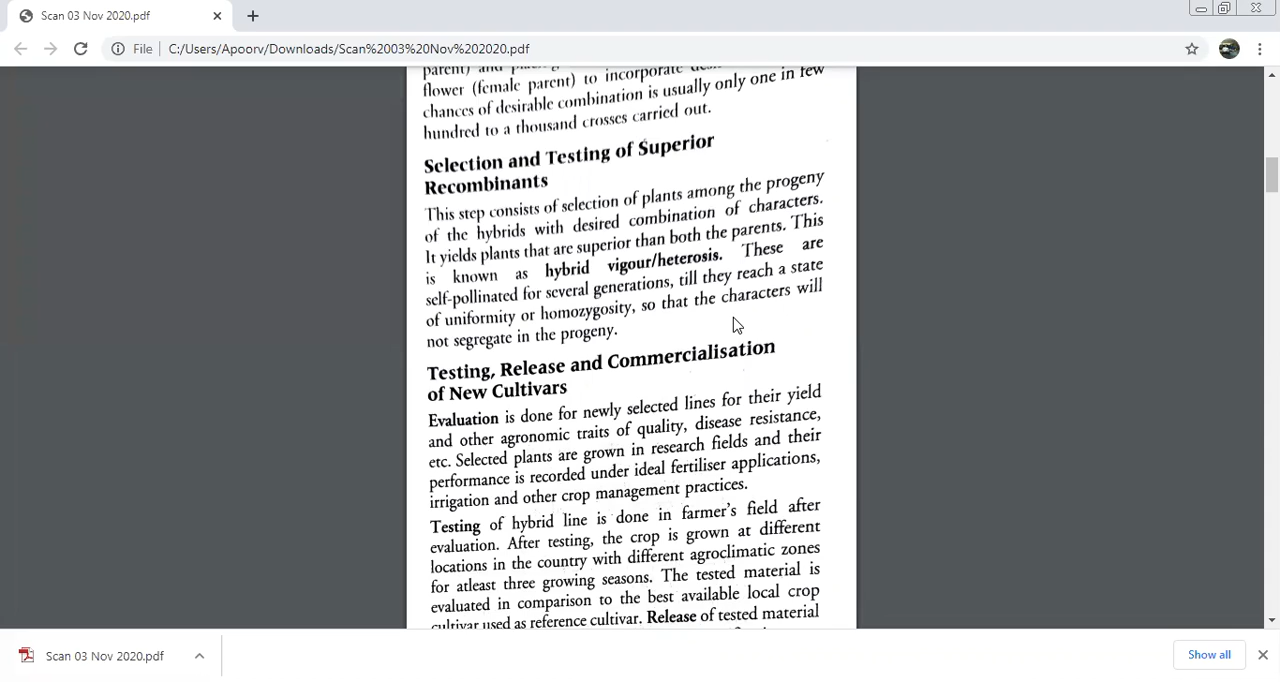 Scan 03 Nov 2020.pdf
File
C:/Users/Apoorv/Downloads/Scan%2003%20Nov%202020.pdf
parent) and
flower (female parent) to incorporate
chances of desirable combination is usually only one in few
hundred to a thousand crosses carried out.
Selection and Testing of Superior
Recombinants
This step consists of selection of plants among the progeny
of the hybrids with desired combination of characters.
It yields plants that are superior than both the parents. This
is known as hybrid vigour/heterosis. These are
self-pollinated for several generations, till they reach a state
of uniformity or homozygosity, so that the characters will
not segregate in the progeny.
Testing, Release and Commercialisation
of New Cultivars
Evaluation is done for newly selected lines for their yield
and other agronomic traits of quality, disease resistance,
etc. Selected plants are grown in research fields and their
performance is recorded under ideal fertiliser applications,
irrigation and other crop management practices.
Testing of hybrid line is done in farmer's field after
evaluation. After testing, the crop is grown at different
locations in the country with different agroclimatic zones
for atleast three growing seasons. The tested material is
evaluated in comparison to the best available local crop
cultivar used as reference cultivar. Release of tested material
Scan 03 Nov 2020.pdf
Show all